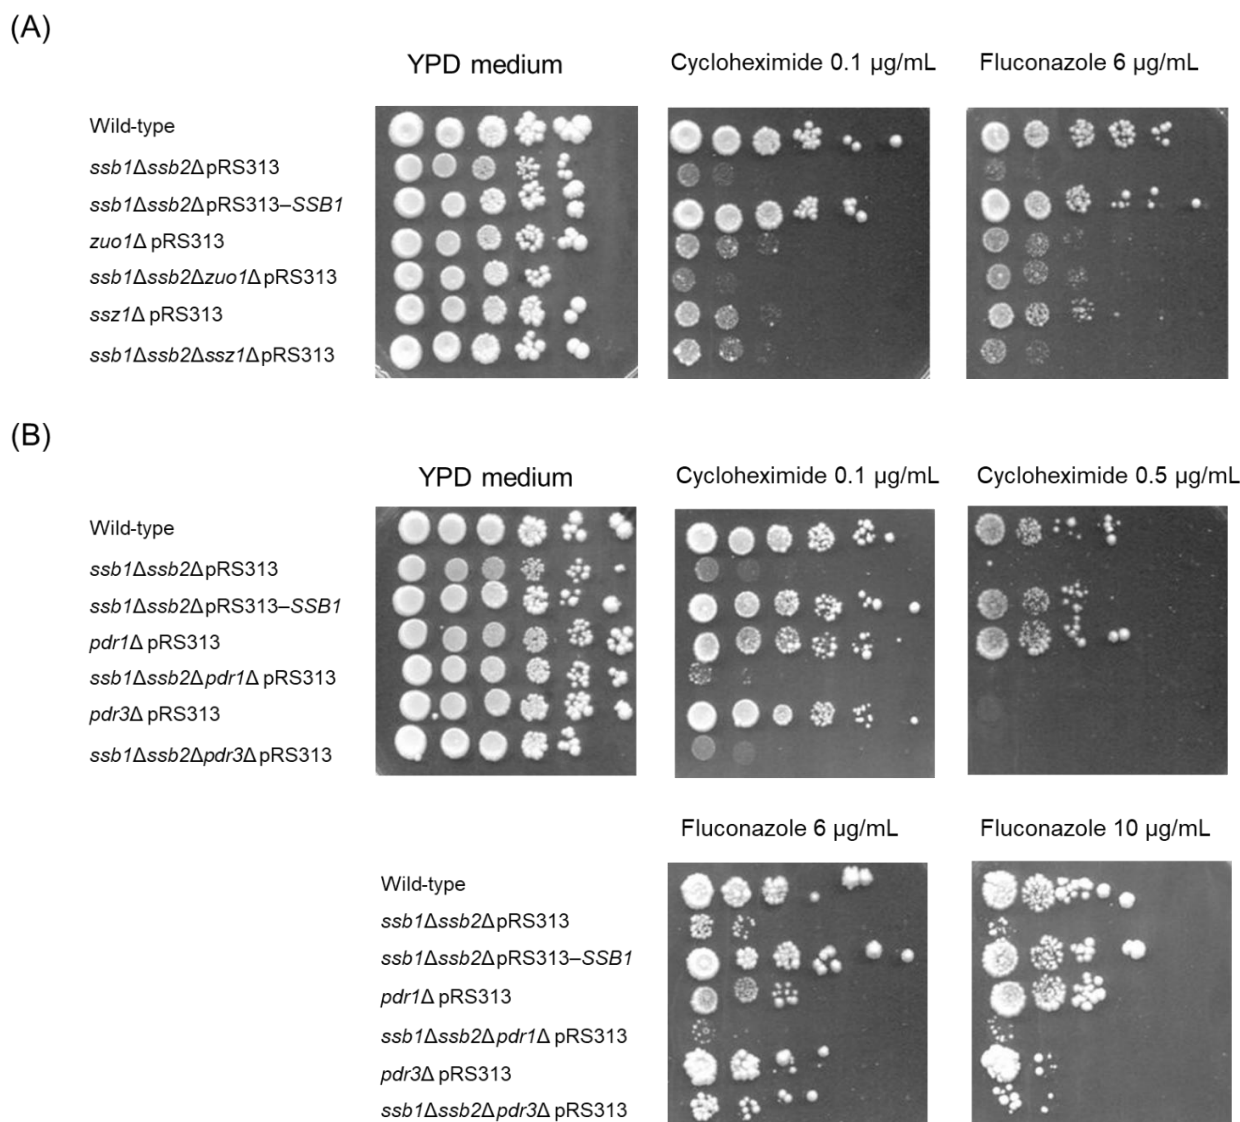 (A)
YPD medium
Cycloheximide 0.1 µg/mL
Fluconazole 6 µg/mL
Wild-type
ssb1Δssb2ΔpRS313
ssb1Δssb2ΔpRS313–SSB1
zuo1Δ pRS313
ssb1Δssb2Δzuo1ΔpRS313
ssz1Δ pRS313
ssb1Δssb2Δssz1ΔpRS313
(B)
YPD medium
Cycloheximide 0.1 µg/mL
Cycloheximide 0.5 µg/mL
Wild-type
ssb1Δssb2ΔpRS313
ssb1Δssb2ΔpRS313–SSB1
pdr1Δ pRS313
ssb1Δssb2Δpdr1Δ pRS313
pdr3Δ pRS313
ssb1Δssb2Δpdr3ΔpRS313
Fluconazole 6 µg/mL
Fluconazole 10 µg/mL
Wild-type
ssb1Δssb2ΔpRS313
ssb1Δssb2ΔpRS313–SSB1
pdr1Δ pRS313
ssb1Δssb2Δpdr1Δ pRS313
pdr3Δ pRS313
ssb1Δssb2Δpdr3Δ pRS313